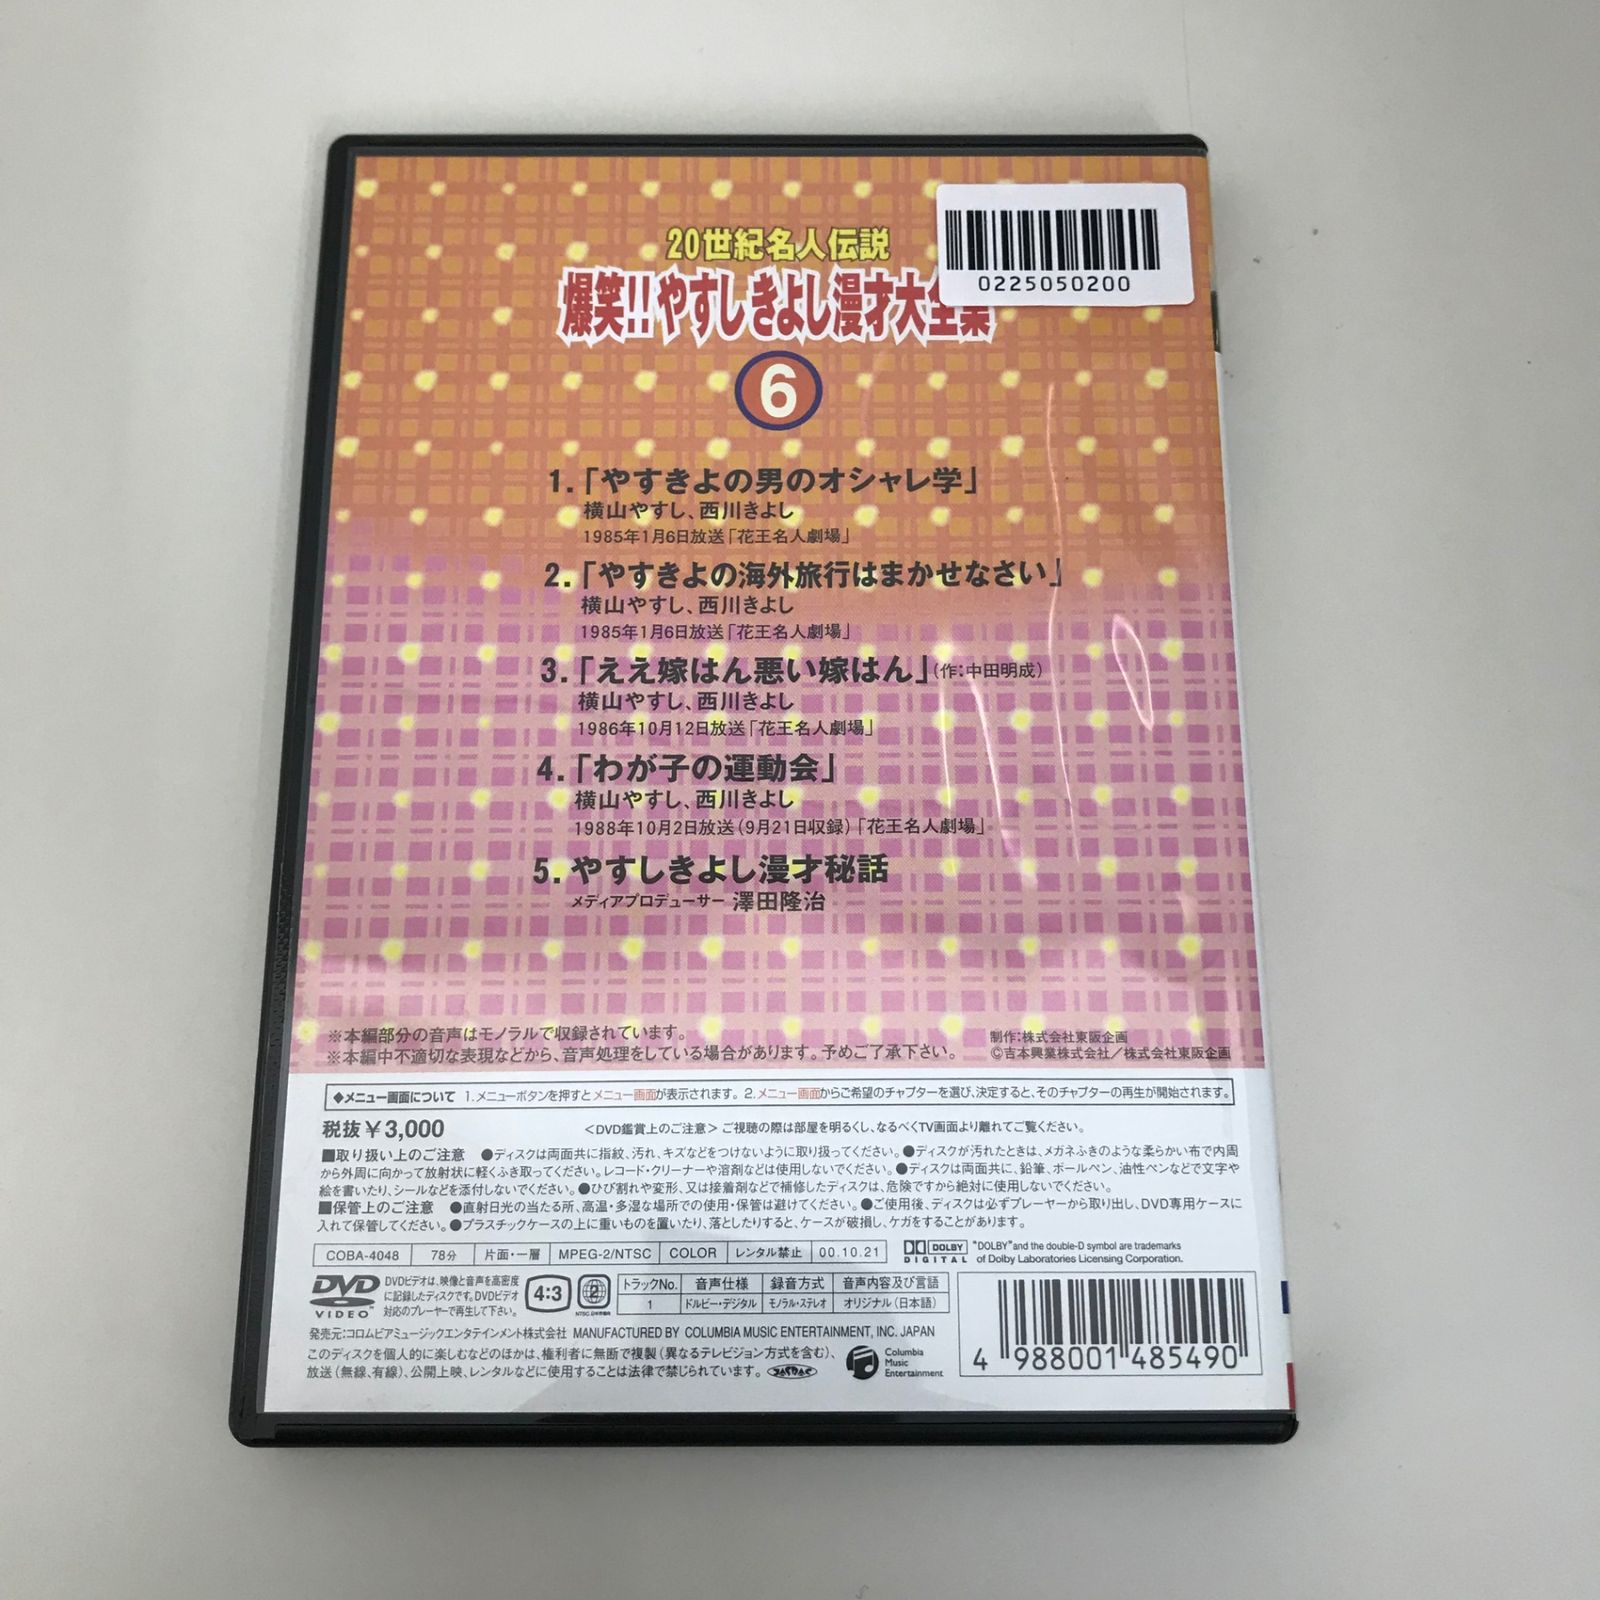 0225050200
20世紀名人伝説
爆笑!!やすしきよし漫才大全集
6
1.「やすきよの男のオシャレ学」
横山やすし、西川きよし
1985年1月6日放送「花王名人劇場」
2.「やすきよの海外旅行はまかせなさい」
横山やすし、西川きよし
1985年1月6日放送「花王名人劇場」
3.「ええ嫁はん悪い嫁はん」(作:中田明成)
横山やすし、西川きよし
1986年10月12日放送「花王名人劇場」
4.「わが子の運動会」
横山やすし、西川きよし
1988年10月2日放送(9月21日収録)「花王名人劇場」
5.やすしきよし漫才秘話
メディアプロデューサー 澤田隆治
※本編部分の音声はモノラルで収録されています。
※本編中不適切な表現などから、音声処理をしている場合があります。予めご了承下さい。
制作:株式会社東阪企画
©吉本興業株式会社/株式会社東阪企画
◆メニュー画面について 1.メニューボタンを押すとメニュー画面が表示されます。2.メニュー画面からご希望のチャプターを選び、決定すると、そのチャプターの再生が開始されます。
税抜¥3,000 <DVD鑑賞上のご注意> ご視聴の際は部屋を明るくし、なるべくTV画面より離れてご覧ください。
■取り扱い上のご注意 ●ディスクは両面共に指紋、汚れ、キズなどをつけないように取り扱ってください。●ディスクが汚れたときは、メガネふきのような柔らかい布で内周
から外周に向かって放射状に軽くふき取ってください。レコード・クリーナーや溶剤などは使用しないでください。●ディスクは両面共に、鉛筆、ボールペン、油性ペンなどで文字や
絵を書いたり、シールなどを添付しないでください。●ひび割れや変形、又は接着剤などで補修したディスクは、危険ですから絶対に使用しないでください。
■保管上のご注意 ●直射日光の当たる所、高温・多湿な場所での使用・保管は避けてください。●ご使用後、ディスクは必ずプレーヤーから取り出し、DVD専用ケースに
入れて保管してください。●プラスチックケースの上に重いものを置いたり、落としたりすると、ケースが破損し、ケガをすることがあります。
COBA-4048 78分 片面・一層 MPEG-2/NTSC COLOR レンタル禁止 00.10.21
DOLBY DIGITAL
"DOLBY" and the double-D symbol are trademarks
of Dolby Laboratories Licensing Corporation.
DVD VIDEO
DVDビデオは、映像と音声を高密度
に記録したディスクです。DVDビデオ
対応のプレーヤーで再生して下さい。
4:3
2
NTSC 日本市場向
トラックNo. 音声仕様 録音方式 音声内容及び言語
1 ドルビー・デジタル モノラル・ステレオ オリジナル(日本語)
発売元:コロムビアミュージックエンタテインメント株式会社 MANUFACTURED BY COLUMBIA MUSIC ENTERTAINMENT, INC. JAPAN
このディスクを個人的に楽しむなどのほかは、権利者に無断で複製(異なるテレビジョン方式を含む)、
放送(無線、有線)、公開上映、レンタルなどに使用することは法律で禁じられています。 JASRAC
Columbia
Music
Entertainment
4 988001 485490